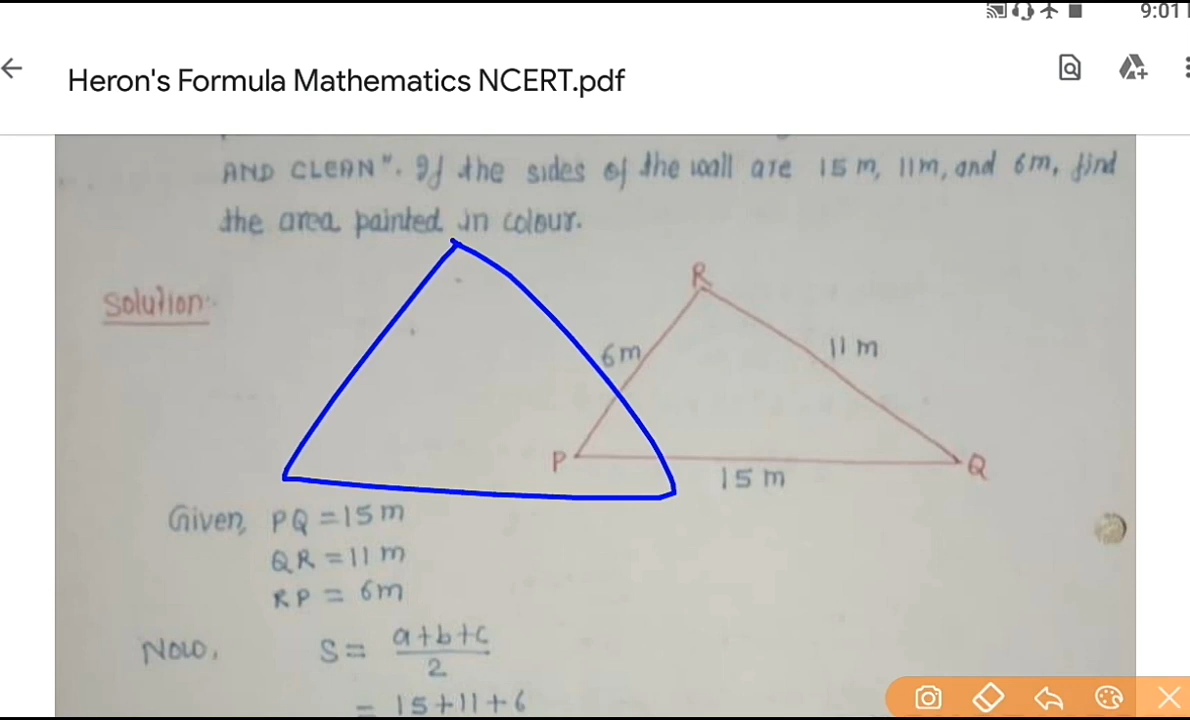 9:01
Heron's Formula Mathematics NCERT.pdf
AND CLEAN". If the sides of the wall are 15 m, 11m, and 6m, find
the area painted in colour.
Solution:
R
6m
11 m
P
Q
15 m
Given, PQ = 15 m
QR = 11 m
RP = 6m
Now, S = a+b+c
2
= 15+11+6